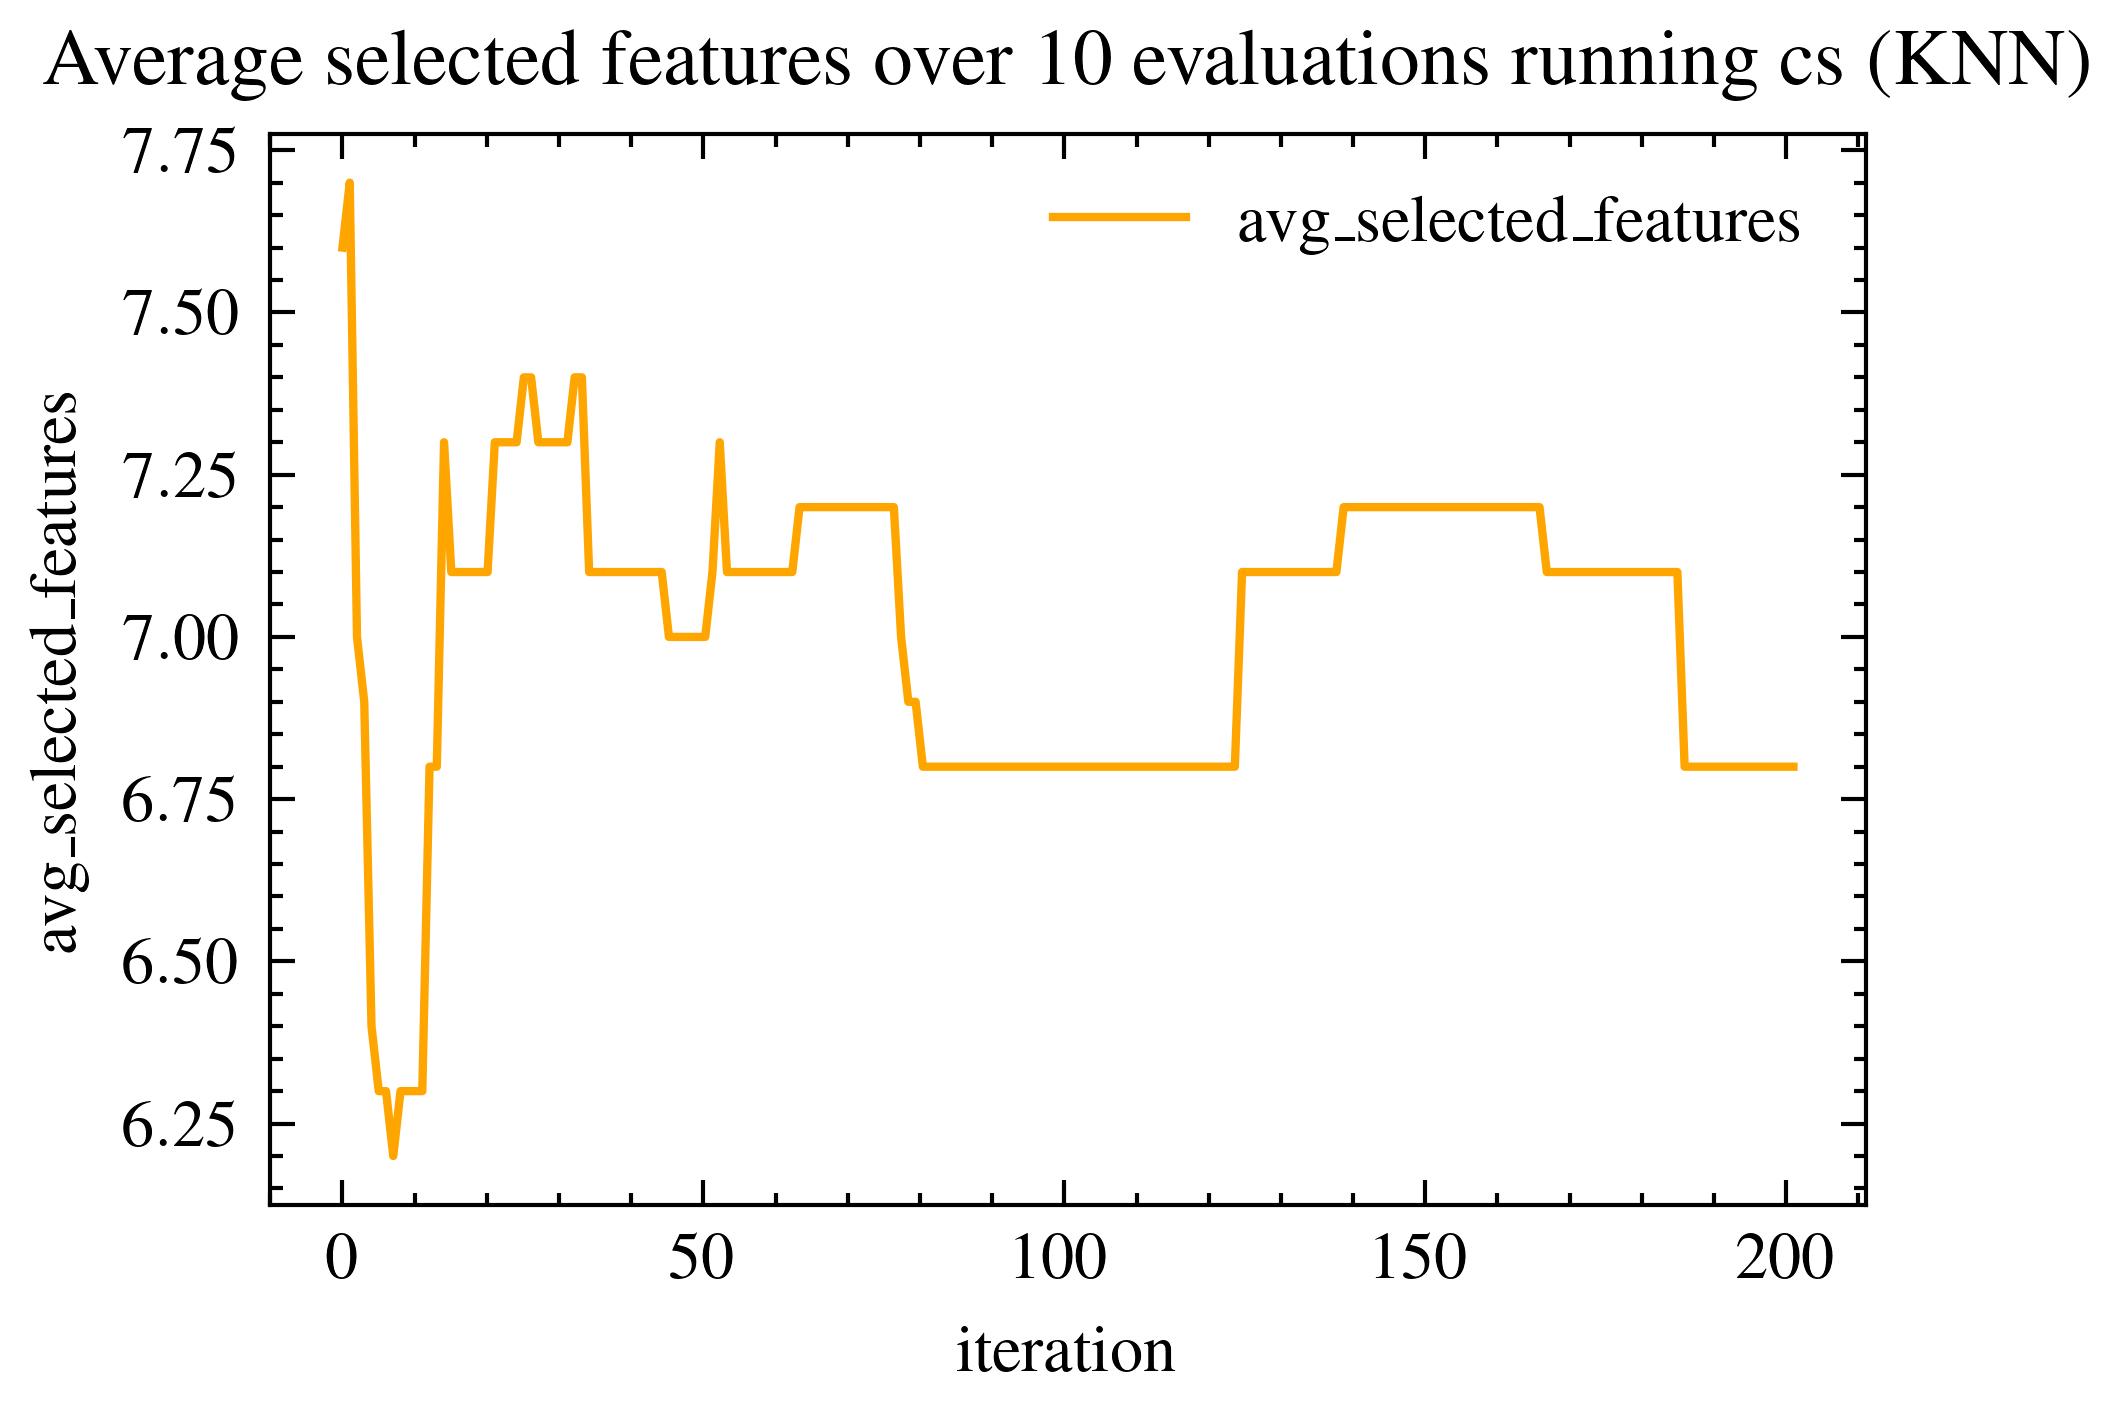 Average selected features over 10 evaluations running cs (KNN)
avg_selected_features
7.75
7.50
7.25
7.00
6.75
6.50
6.25
avg_selected_features
0 50 100 150 200
iteration